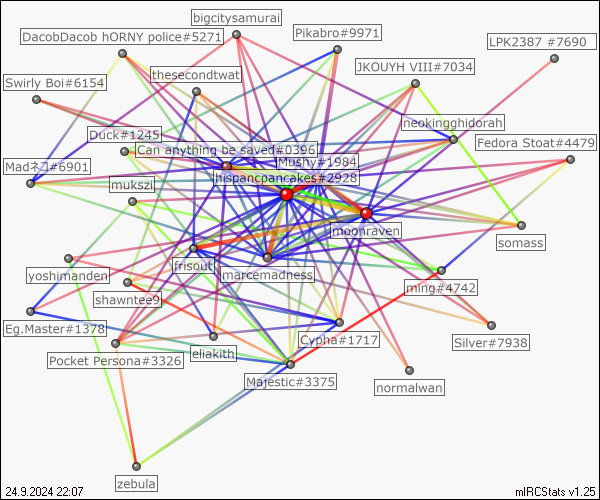 bigcitysamurai
DacobDacob hORNY police#5271
Pikabro#9971
LPK2387 #7690
thesecondtwat
JKOUYH VIII#7034
Swirly Boi#6154
neokingghidorah
Duck#1245
Can anything be saved#0396
Fedora Stoat#4479
Mushy#1984
Madネコ#6901
hispancpancakes#2928
mukszi
moonraven
somass
frisout
marcemadness
yoshimanden
ming#4742
shawntee9
Eg.Master#1378
Cypha#1717
Silver#7938
eliakith
Pocket Persona#3326
Majestic#3375
normalwan
zebula
24.9.2024 22:07
mIRCStats v1.25